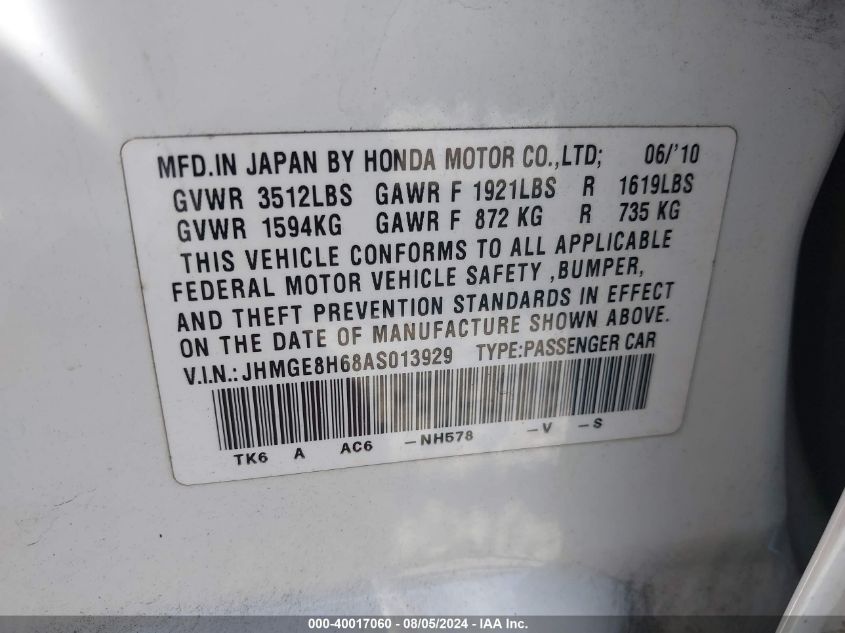 MFD.IN JAPAN BY HONDA MOTOR CO.,LTD; 06/'10
GVWR 3512LBS GAWR F 1921LBS R 1619LBS
GVWR 1594KG GAWR F 872 KG R 735 KG
THIS VEHICLE CONFORMS TO ALL APPLICABLE
FEDERAL MOTOR VEHICLE SAFETY ,BUMPER,
AND THEFT PREVENTION STANDARDS IN EFFECT
ON THE DATE OF MANUFACTURE SHOWN ABOVE.
V.I.N.: JHMGE8H68AS013929 TYPE:PASSENGER CAR
TK6 A AC6 -NH578 -V -S
000-40017060 - 08/05/2024 - IAA Inc.